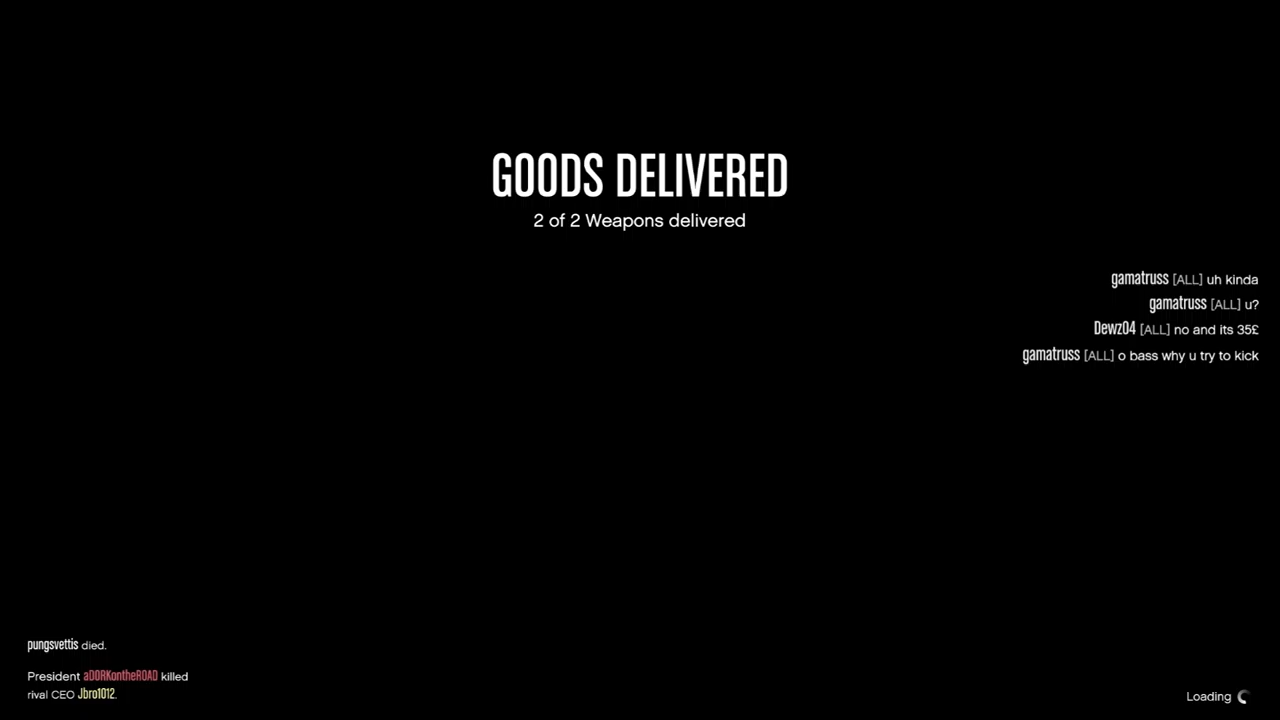 GOODS DELIVERED
2 of 2 Weapons delivered
gamatruss [ALL] uh kinda
gamatruss [ALL] u?
Dewz04 [ALL] no and its 35£
gamatruss [ALL] o bass why u try to kick
pungsvettis died.
President aDORKontheROAD killed
rival CEO Jbro1012.
Loading